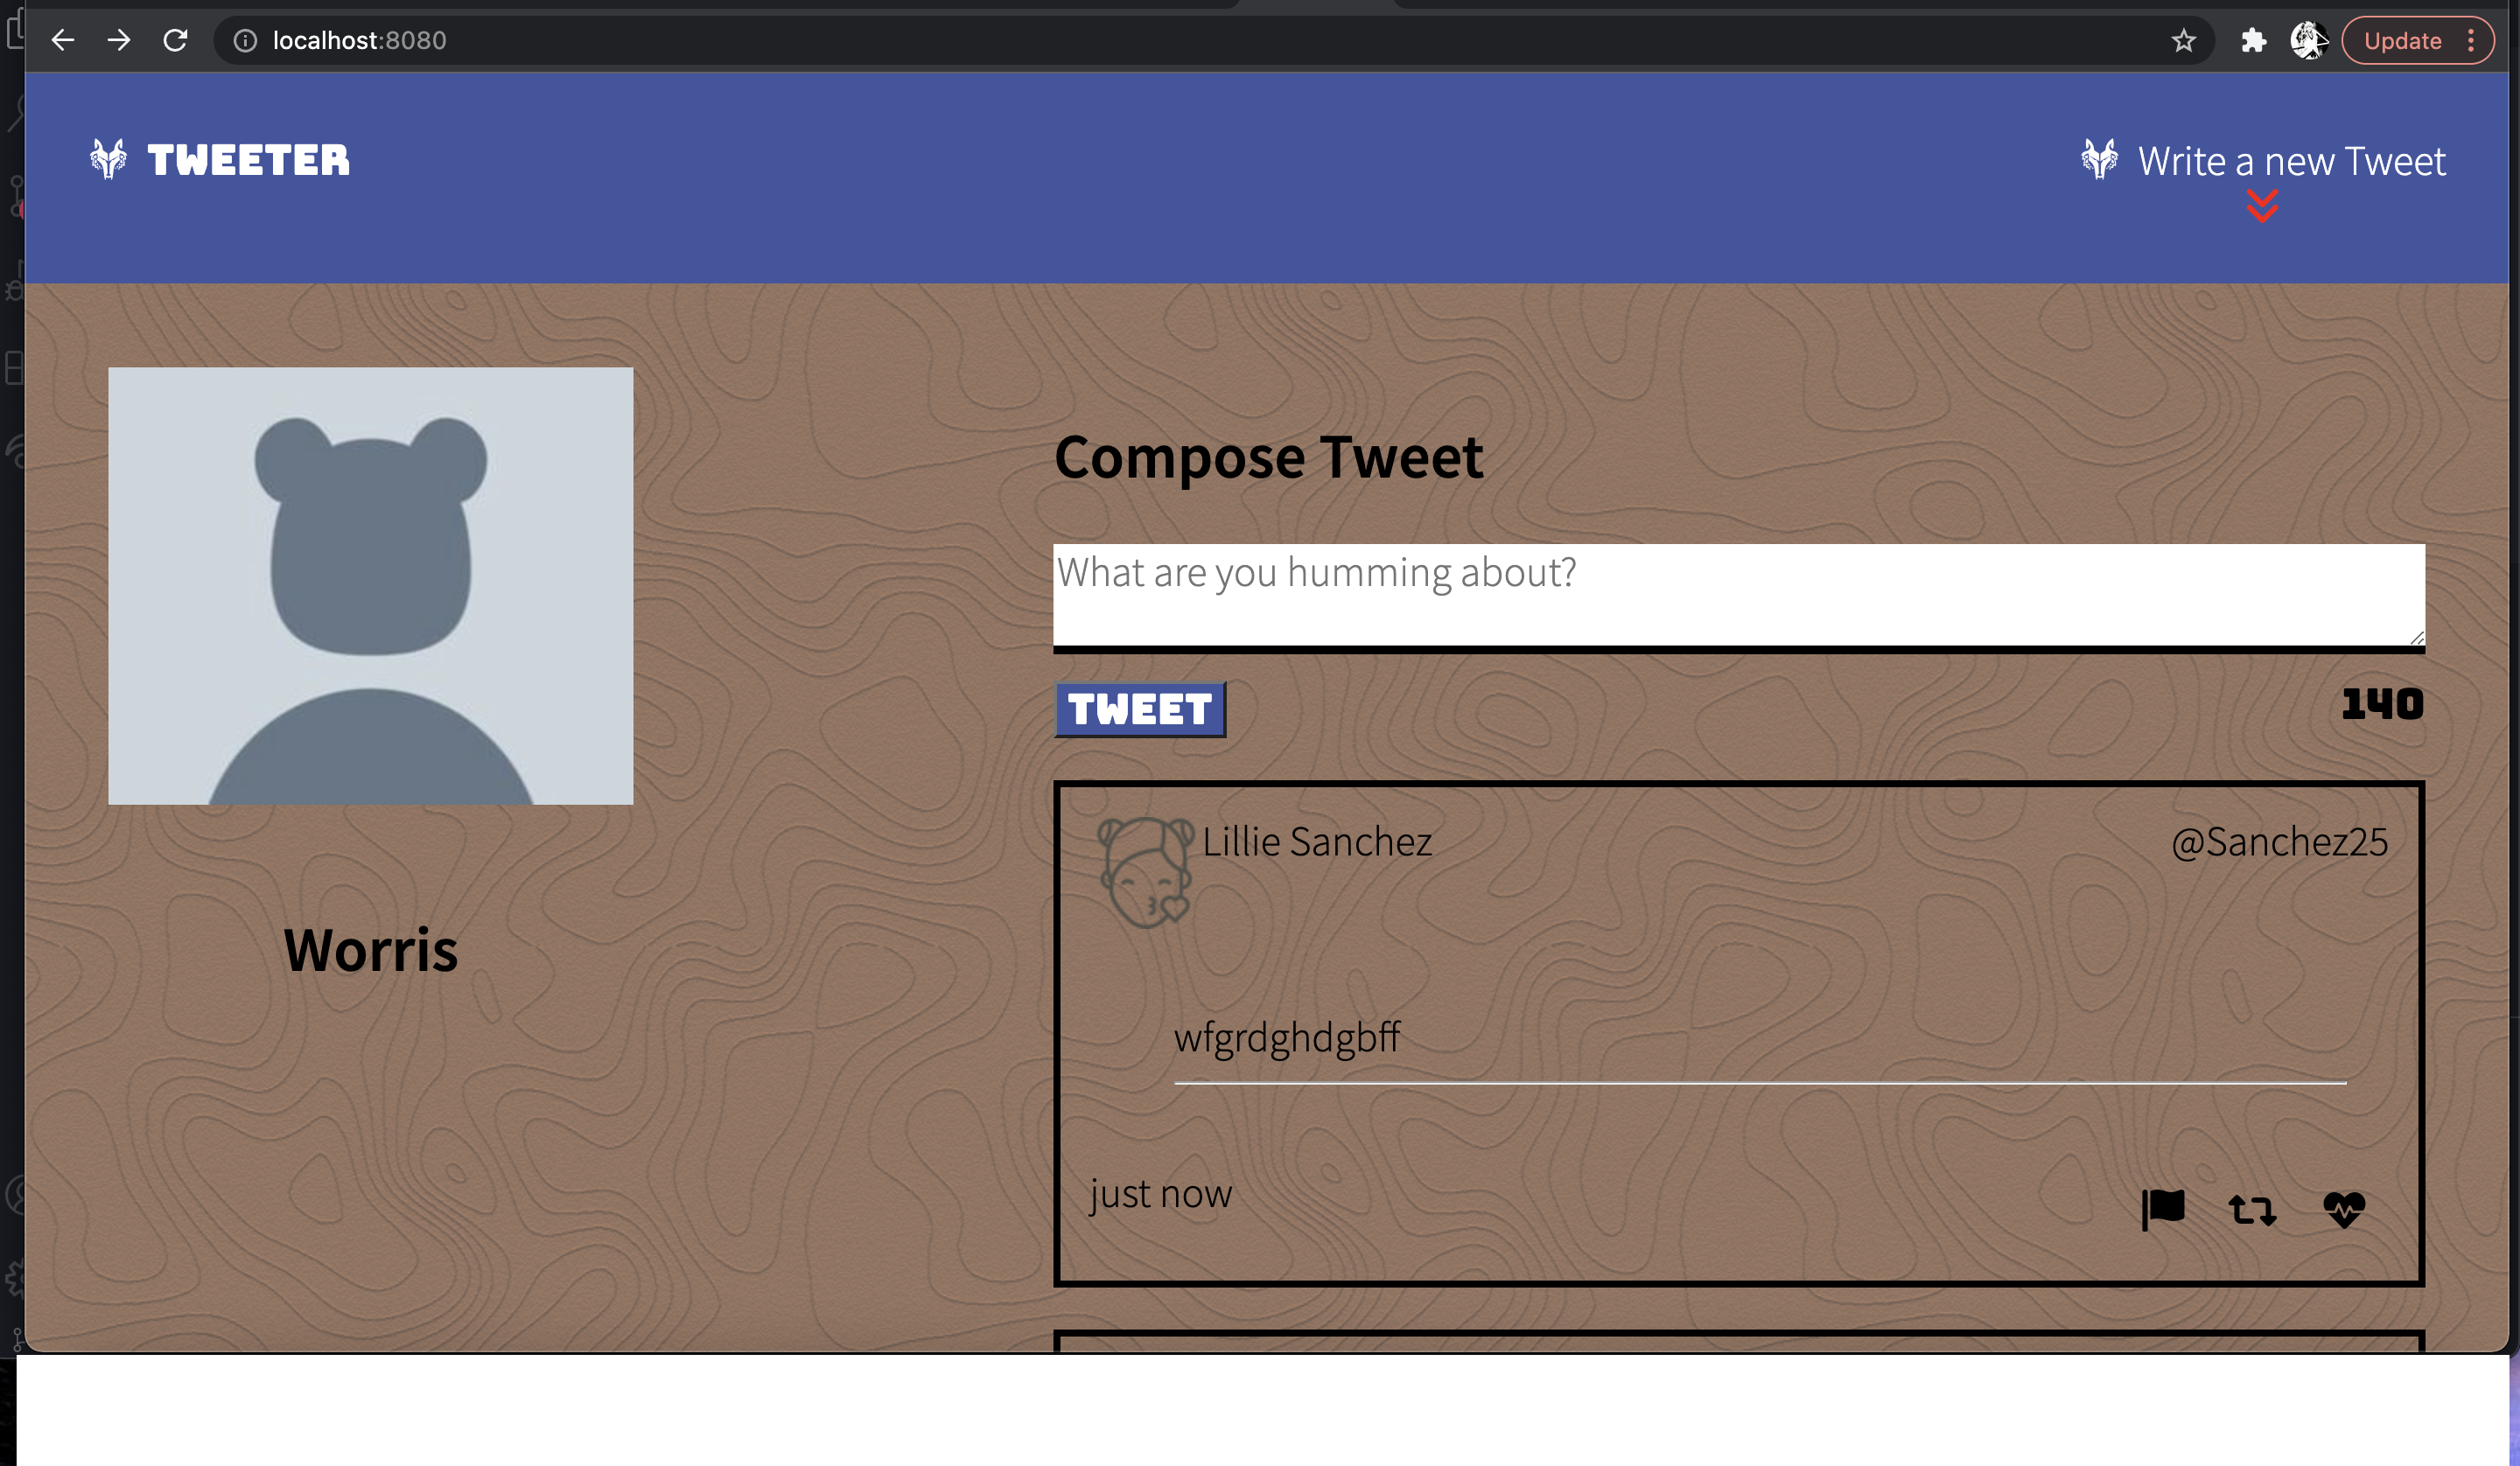 localhost:8080
Update
TWEETER
Write a new Tweet
Compose Tweet
What are you humming about?
TWEET
140
Lillie Sanchez
@Sanchez25
Worris
wfgrdghdgbff
just now